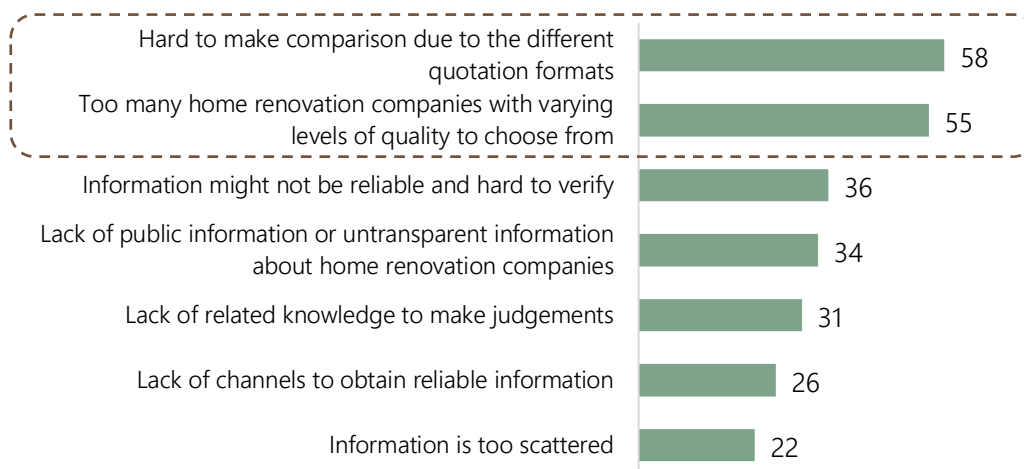 Hard to make comparison due to the different
quotation formats
58
Too many home renovation companies with varying
levels of quality to choose from
55
Information might not be reliable and hard to verify
36
Lack of public information or untransparent information
about home renovation companies
34
Lack of related knowledge to make judgements
31
Lack of channels to obtain reliable information
26
Information is too scattered
22